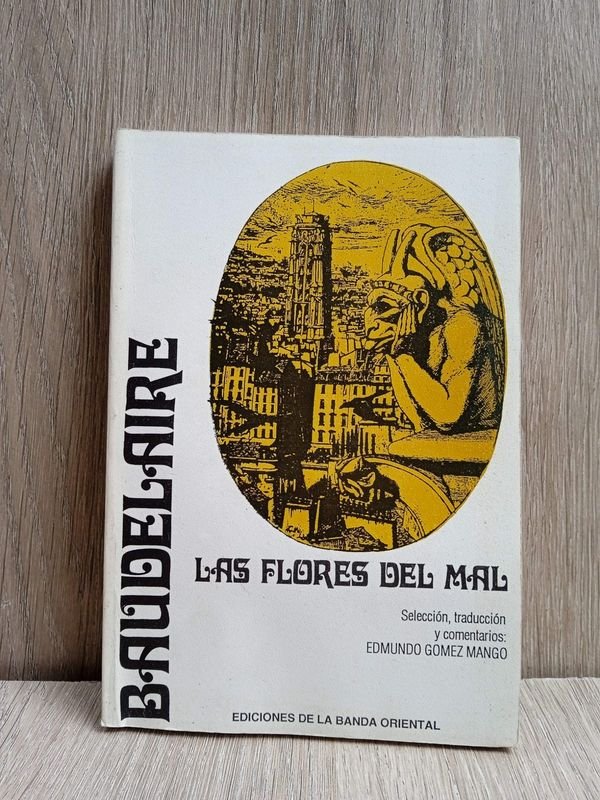 BAUDELAIRE
LAS FLORES DEL MAL
Selección, traducción
y comentarios:
EDMUNDO GOMEZ MANGO
EDICIONES DE LA BANDA ORIENTAL